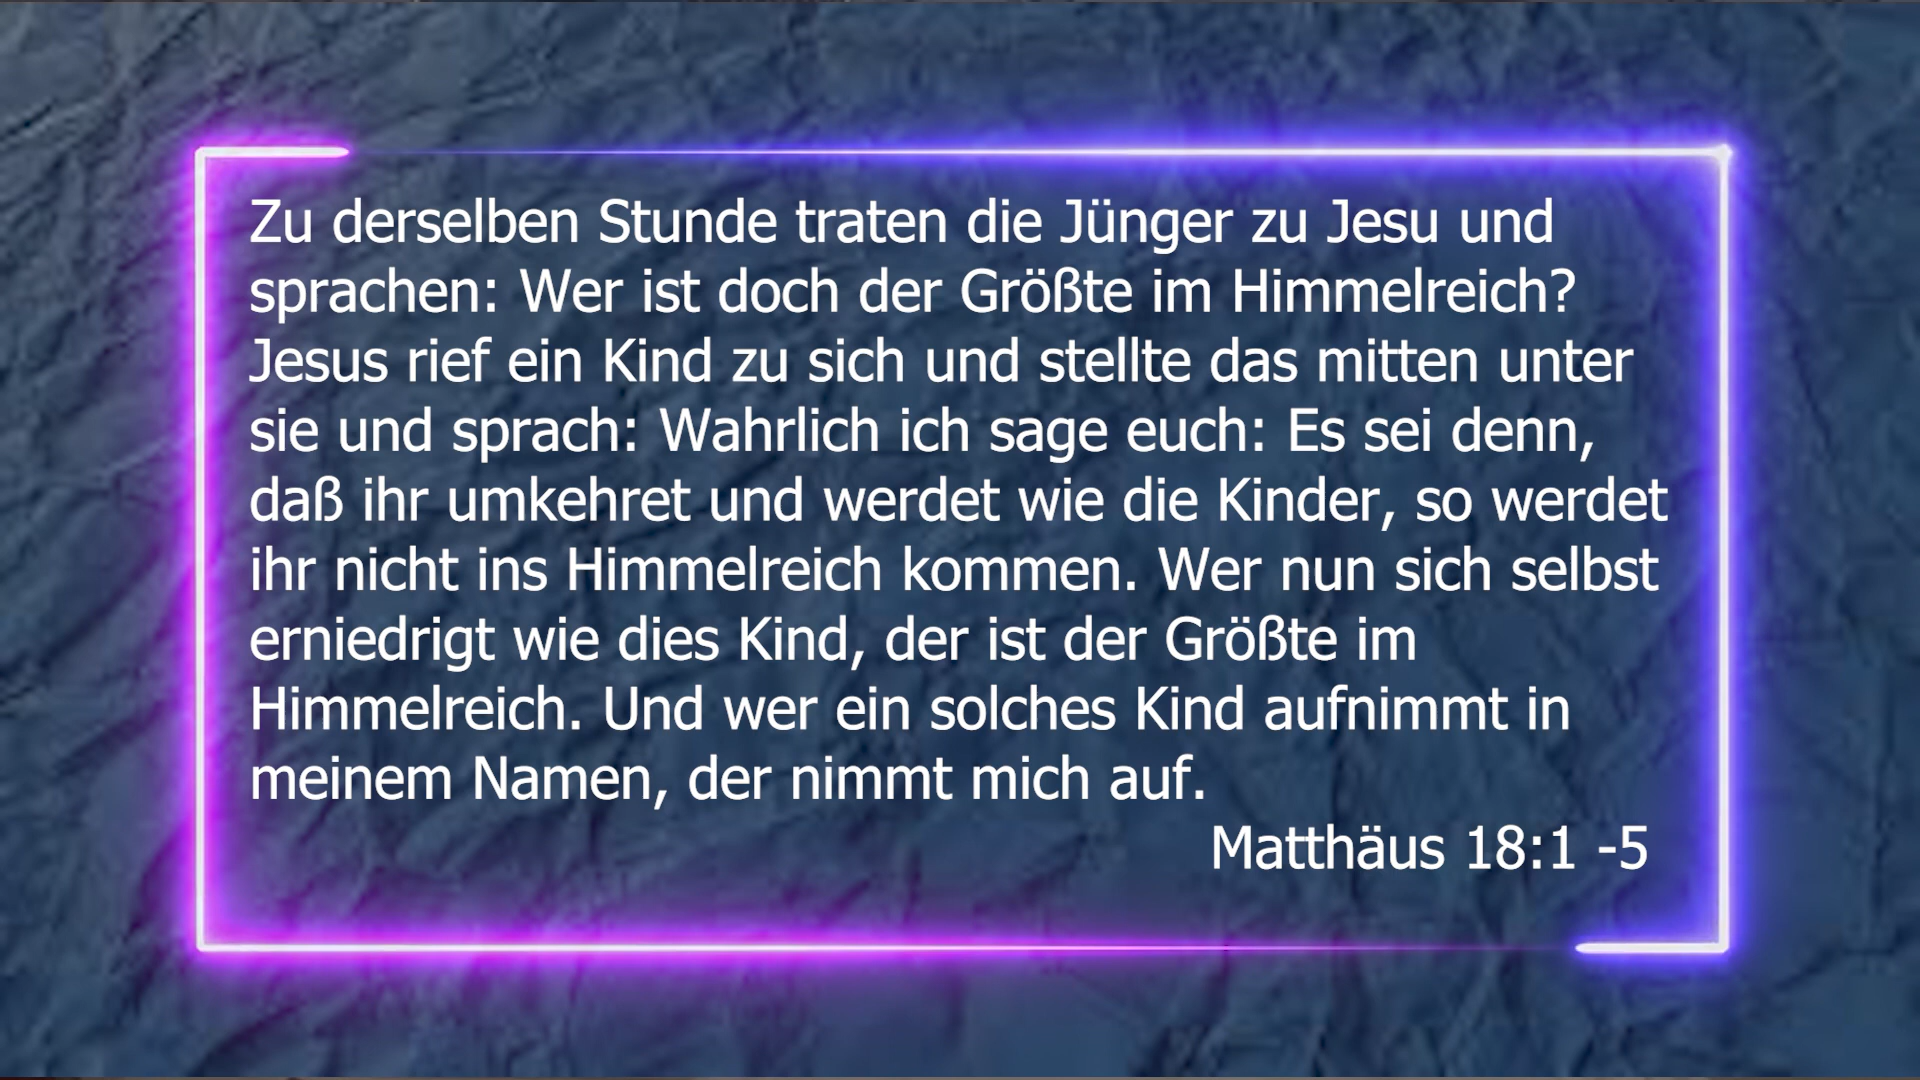 Zu derselben Stunde traten die Jünger zu Jesu und
sprachen: Wer ist doch der Größte im Himmelreich?
Jesus rief ein Kind zu sich und stellte das mitten unter
sie und sprach: Wahrlich ich sage euch: Es sei denn,
daß ihr umkehret und werdet wie die Kinder, so werdet
ihr nicht ins Himmelreich kommen. Wer nun sich selbst
erniedrigt wie dies Kind, der ist der Größte im
Himmelreich. Und wer ein solches Kind aufnimmt in
meinem Namen, der nimmt mich auf.
Matthäus 18:1 -5